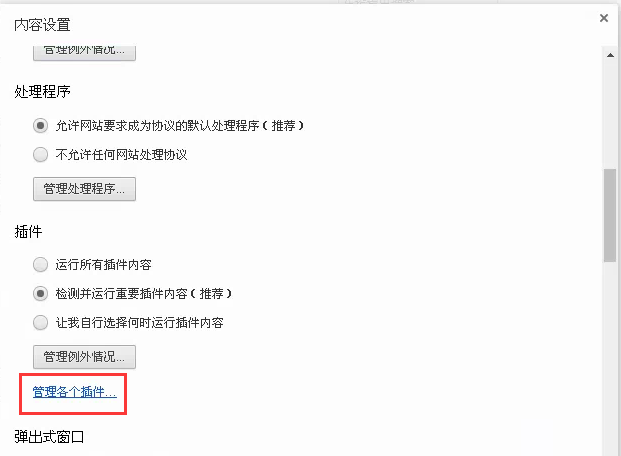 内容设置
管理例外情况...
处理程序
允许网站要求成为协议的默认处理程序（推荐）
不允许任何网站处理协议
管理处理程序...
插件
运行所有插件内容
检测并运行重要插件内容（推荐）
让我自行选择何时运行插件内容
管理例外情况...
管理各个插件...
弹出式窗口